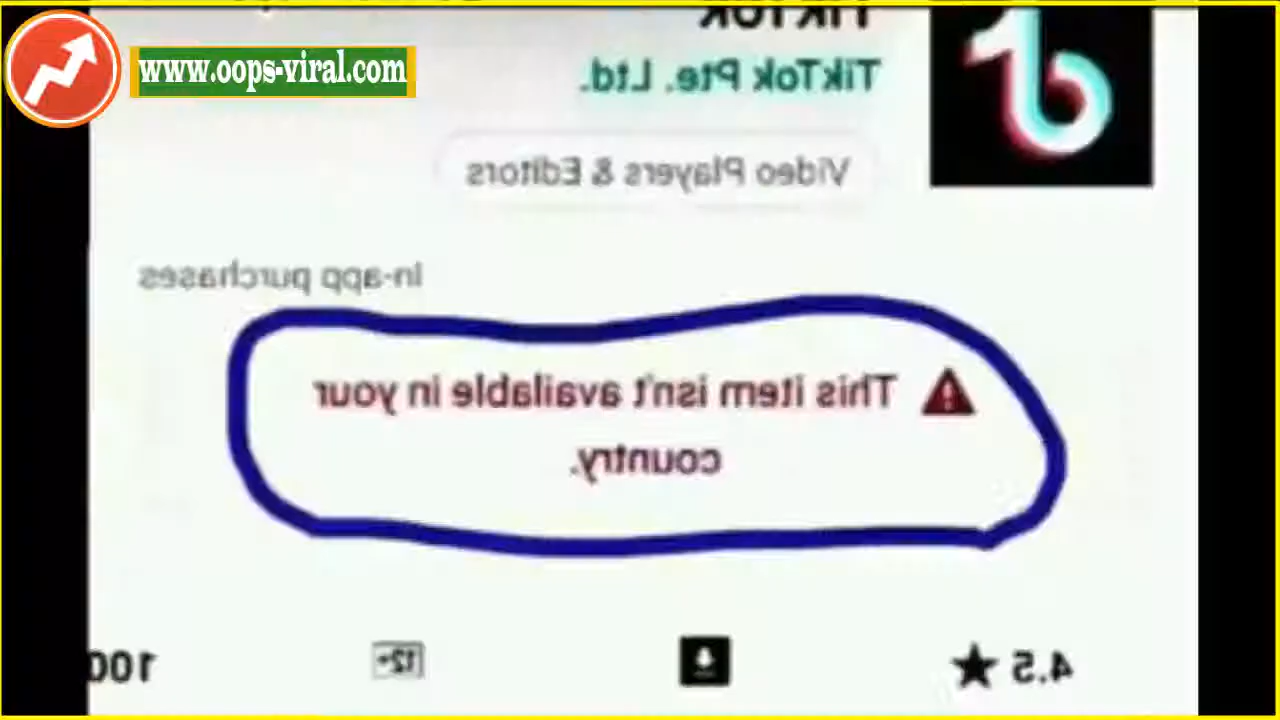 www.oops-viral.com
TikTok
TikTok Pte. Ltd.
Video Players & Editors
In-app purchases
This item isn't available in your
country.
4.5
12+
100